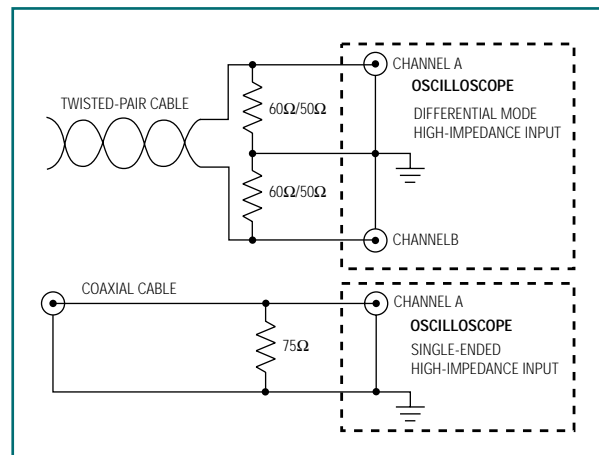 CHANNEL A
OSCILLOSCOPE
TWISTED-PAIR CABLE
60Ω/50Ω
DIFFERENTIAL MODE
HIGH-IMPEDANCE INPUT
60Ω/50Ω
CHANNELB
COAXIAL CABLE
CHANNEL A
OSCILLOSCOPE
75Ω
SINGLE-ENDED
HIGH-IMPEDANCE INPUT